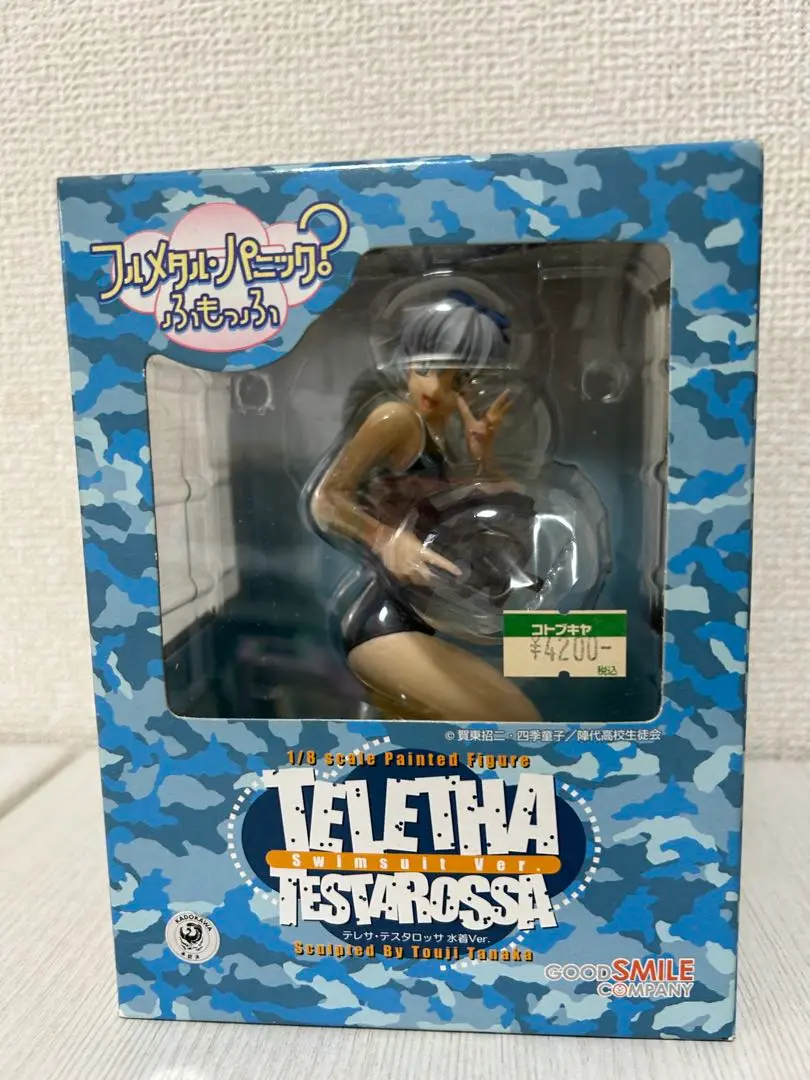 フルメタル・パニック?
ふもっふ
コトブキヤ
¥4200-
税込
©賀東招二・四季童子/陣代高校生徒会
1/8 scale Painted Figure
TELETHA
Swimsuit Ver.
TESTAROSSA
テレサ・テスタロッサ 水着Ver.
Sculpted By Touji Tanaka
KADOKAWA
GOODSMILE
COMPANY